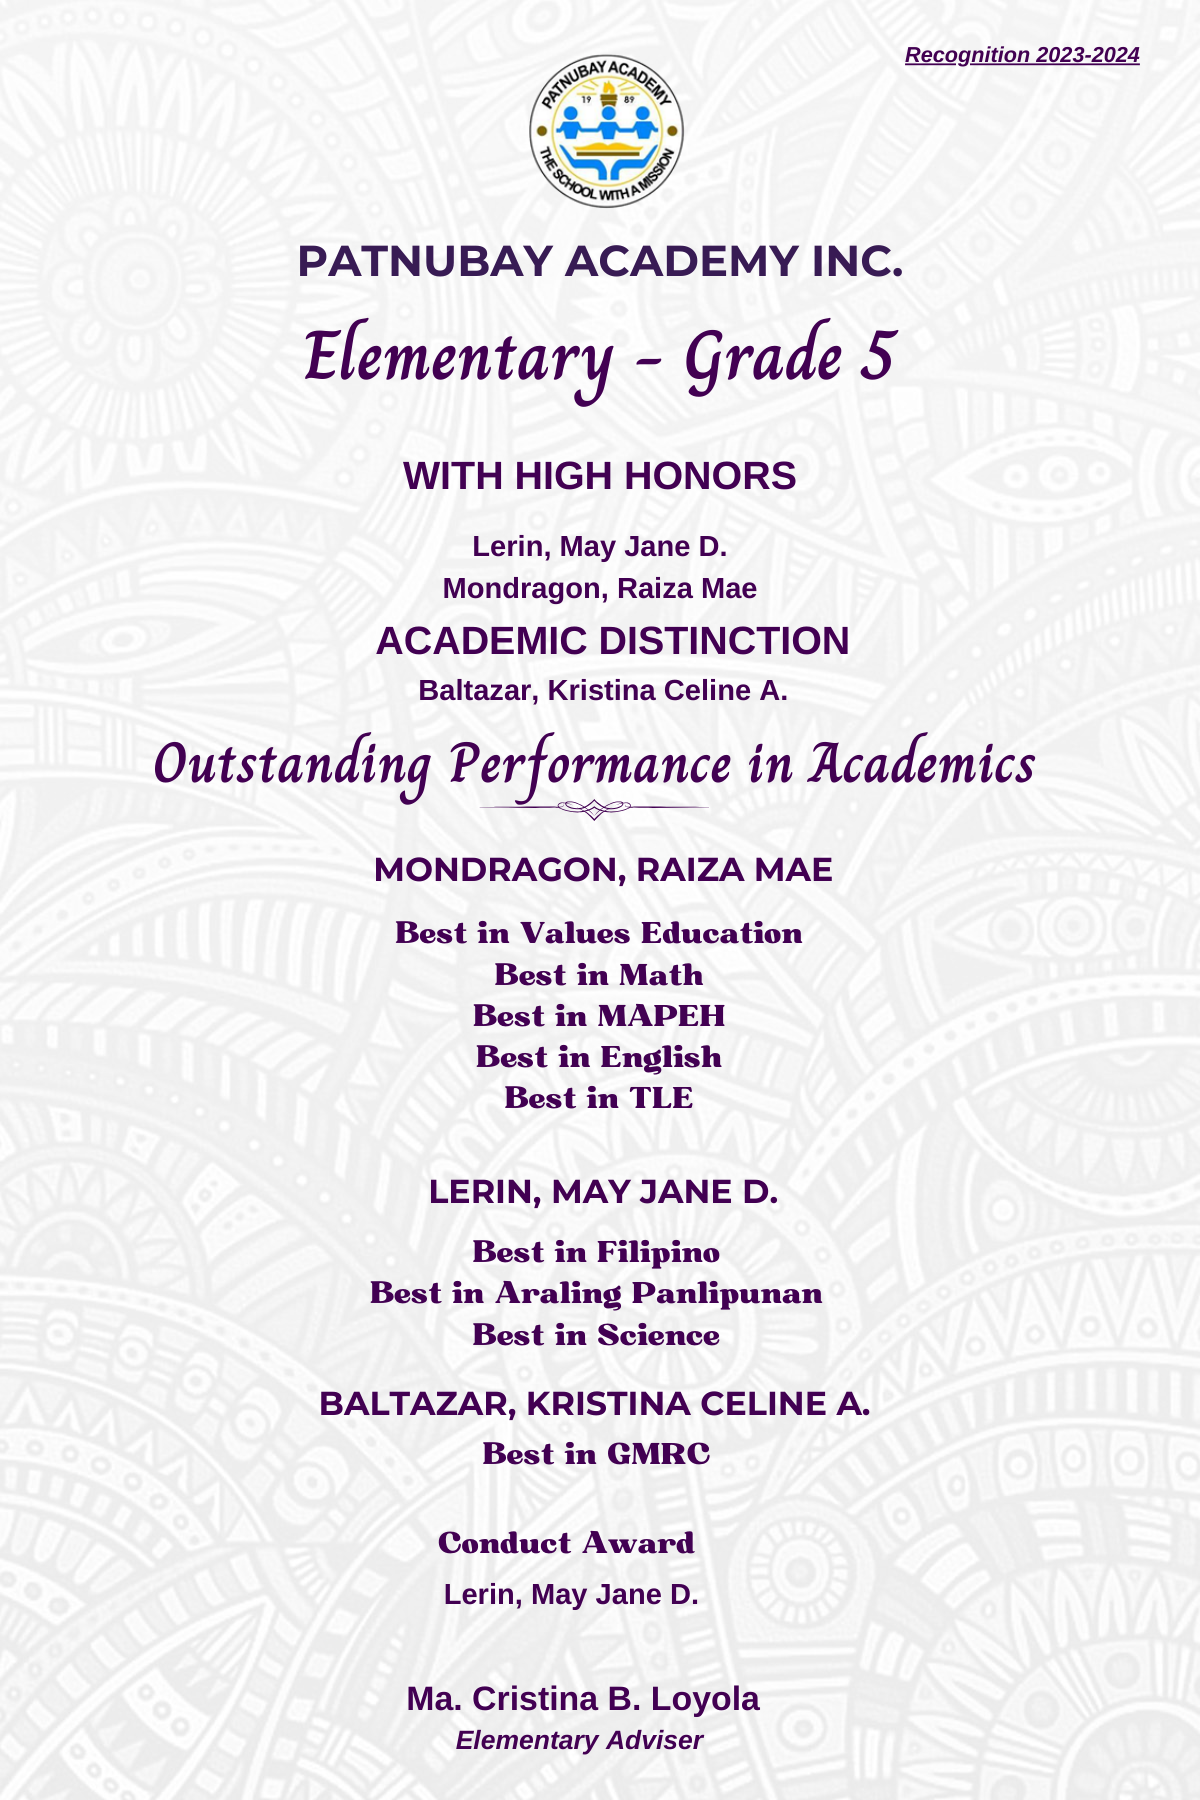 Recognition 2023-2024
PATNUBAY ACADEMY
19 89
THE SCHOOL WITH A MISSION
PATNUBAY ACADEMY INC.
Elementary - Grade 5
WITH HIGH HONORS
Lerin, May Jane D.
Mondragon, Raiza Mae
ACADEMIC DISTINCTION
Baltazar, Kristina Celine A.
Outstanding Performance in Academics
MONDRAGON, RAIZA MAE
Best in Values Education
Best in Math
Best in MAPEH
Best in English
Best in TLE
LERIN, MAY JANE D.
Best in Filipino
Best in Araling Panlipunan
Best in Science
BALTAZAR, KRISTINA CELINE A.
Best in GMRC
Conduct Award
Lerin, May Jane D.
Ma. Cristina B. Loyola
Elementary Adviser